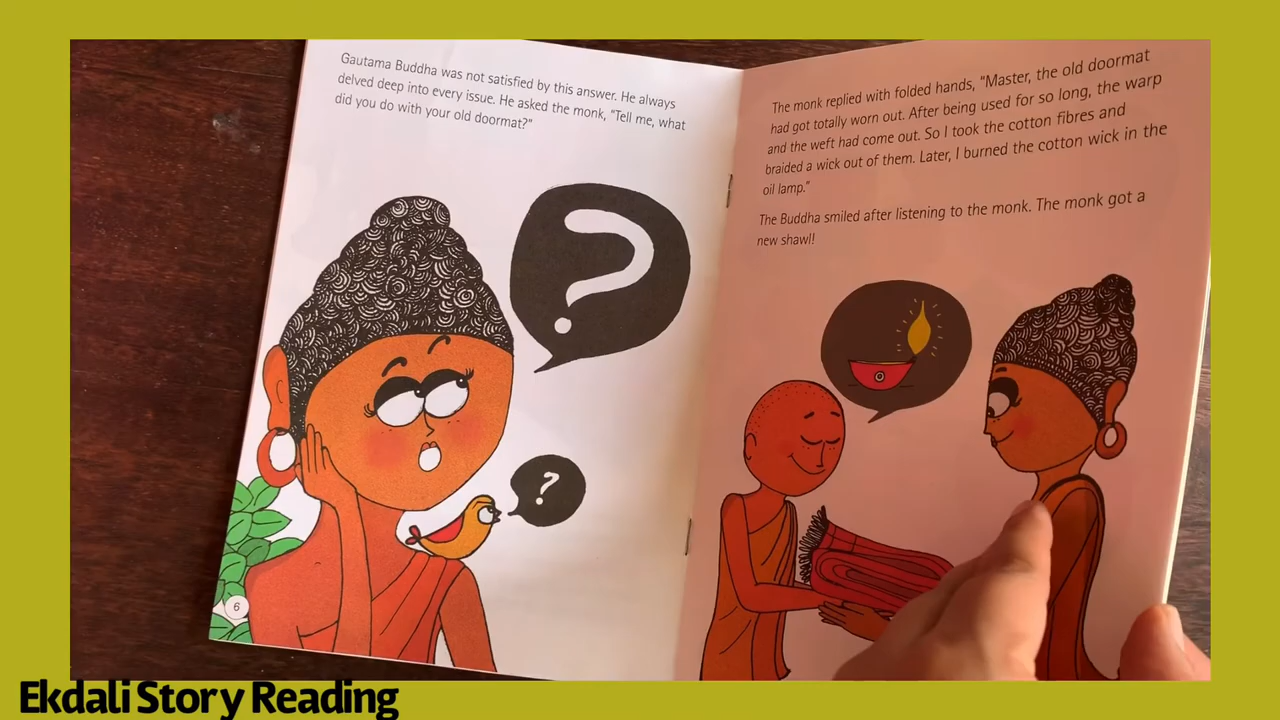 Gautama Buddha was not satisfied by this answer. He always
delved deep into every issue. He asked the monk, "Tell me, what
did you do with your old doormat?"
?
?
6
The monk replied with folded hands, "Master, the old doormat
had got totally worn out. After being used for so long, the warp
and the weft had come out. So I took the cotton fibres and
braided a wick out of them. Later, I burned the cotton wick in the
oil lamp."
The Buddha smiled after listening to the monk. The monk got a
new shawl!
Ekdali Story Reading